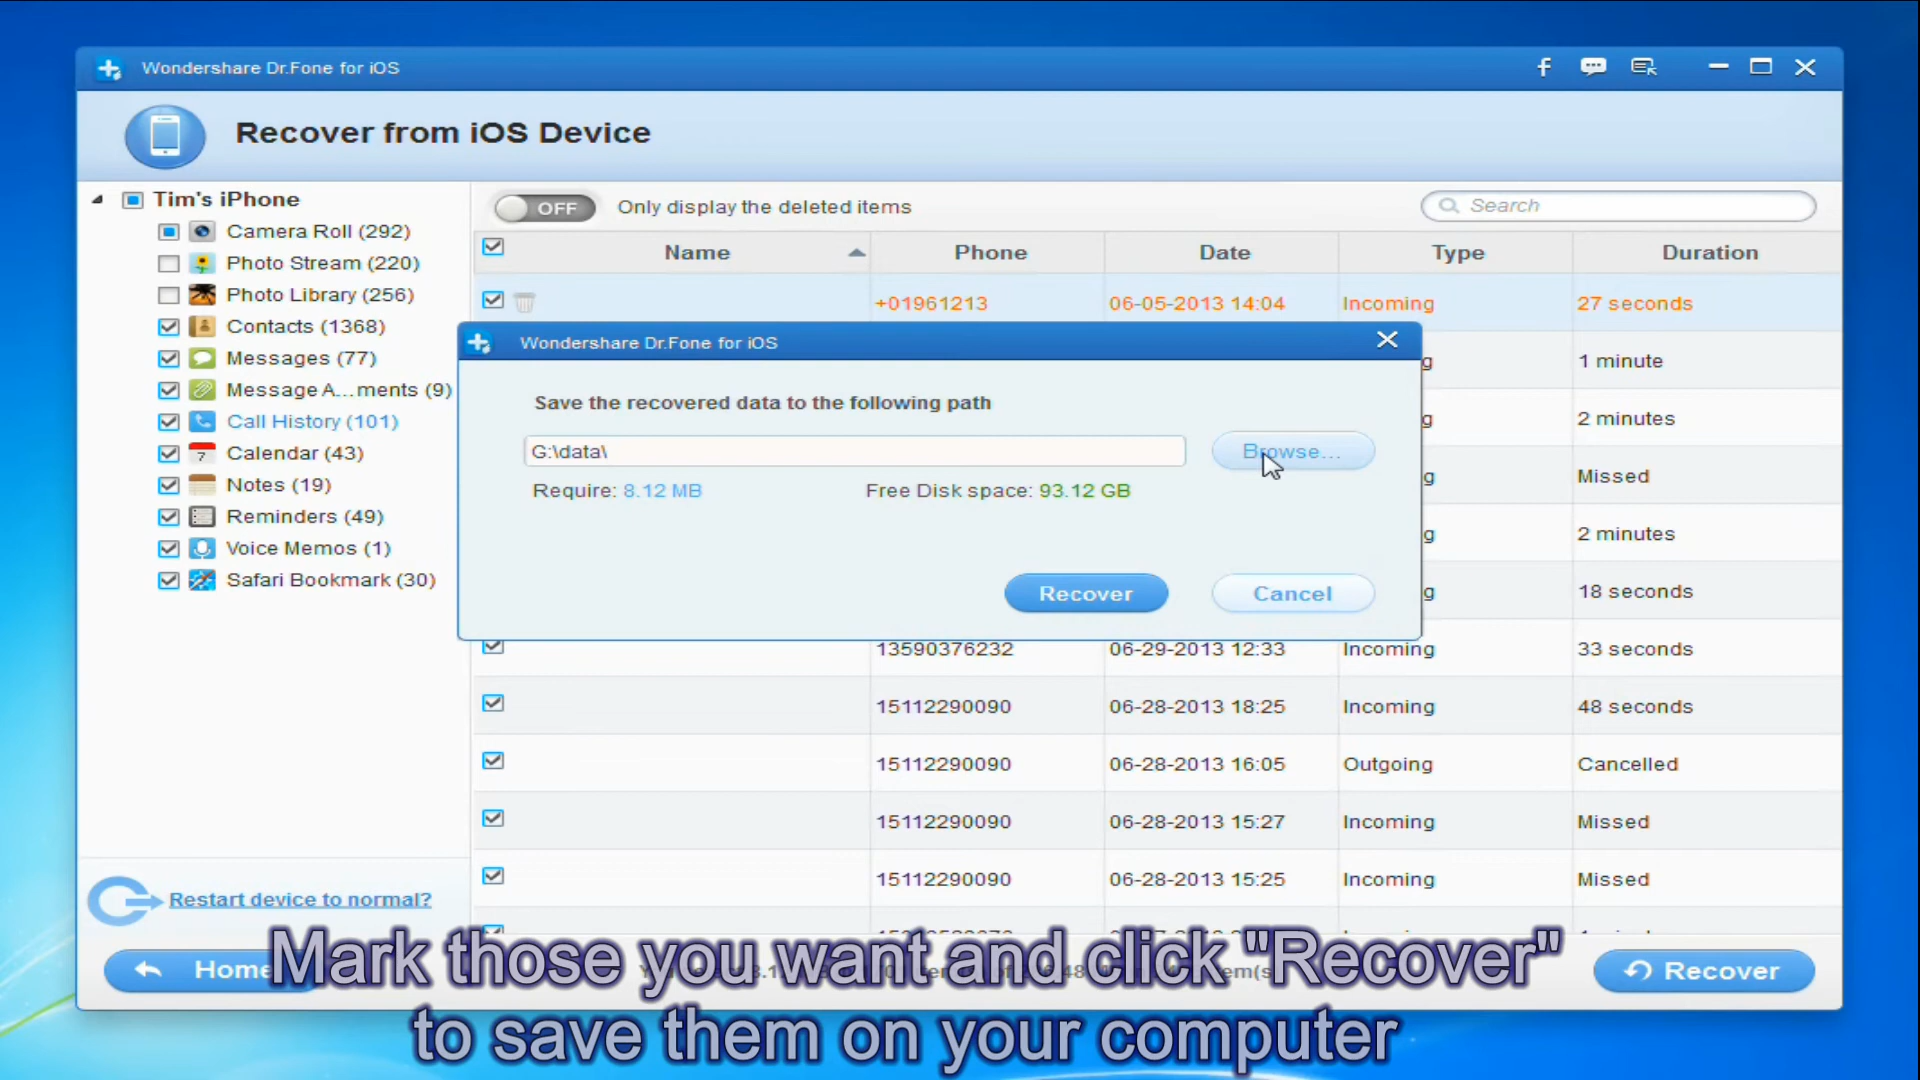 Wondershare Dr.Fone for iOS
Recover from iOS Device
Tim's iPhone
Camera Roll (292)
Photo Stream (220)
Photo Library (256)
Contacts (1368)
Messages (77)
Message A...ments (9)
Call History (101)
Calendar (43)
Notes (19)
Reminders (49)
Voice Memos (1)
Safari Bookmark (30)
Restart device to normal?
Home
OFF Only display the deleted items Search
Name Phone Date Type Duration
+01961213 06-05-2013 14:04 Incoming 27 seconds
1 minute
2 minutes
Missed
2 minutes
18 seconds
Wondershare Dr.Fone for iOS
Save the recovered data to the following path
G:\data\ Browse...
Require: 8.12 MB Free Disk space: 93.12 GB
Recover Cancel
13590376232 06-29-2013 12:33 Incoming 33 seconds
15112290090 06-28-2013 18:25 Incoming 48 seconds
15112290090 06-28-2013 16:05 Outgoing Cancelled
15112290090 06-28-2013 15:27 Incoming Missed
15112290090 06-28-2013 15:25 Incoming Missed
Recover
Mark those you want and click "Recover"
to save them on your computer